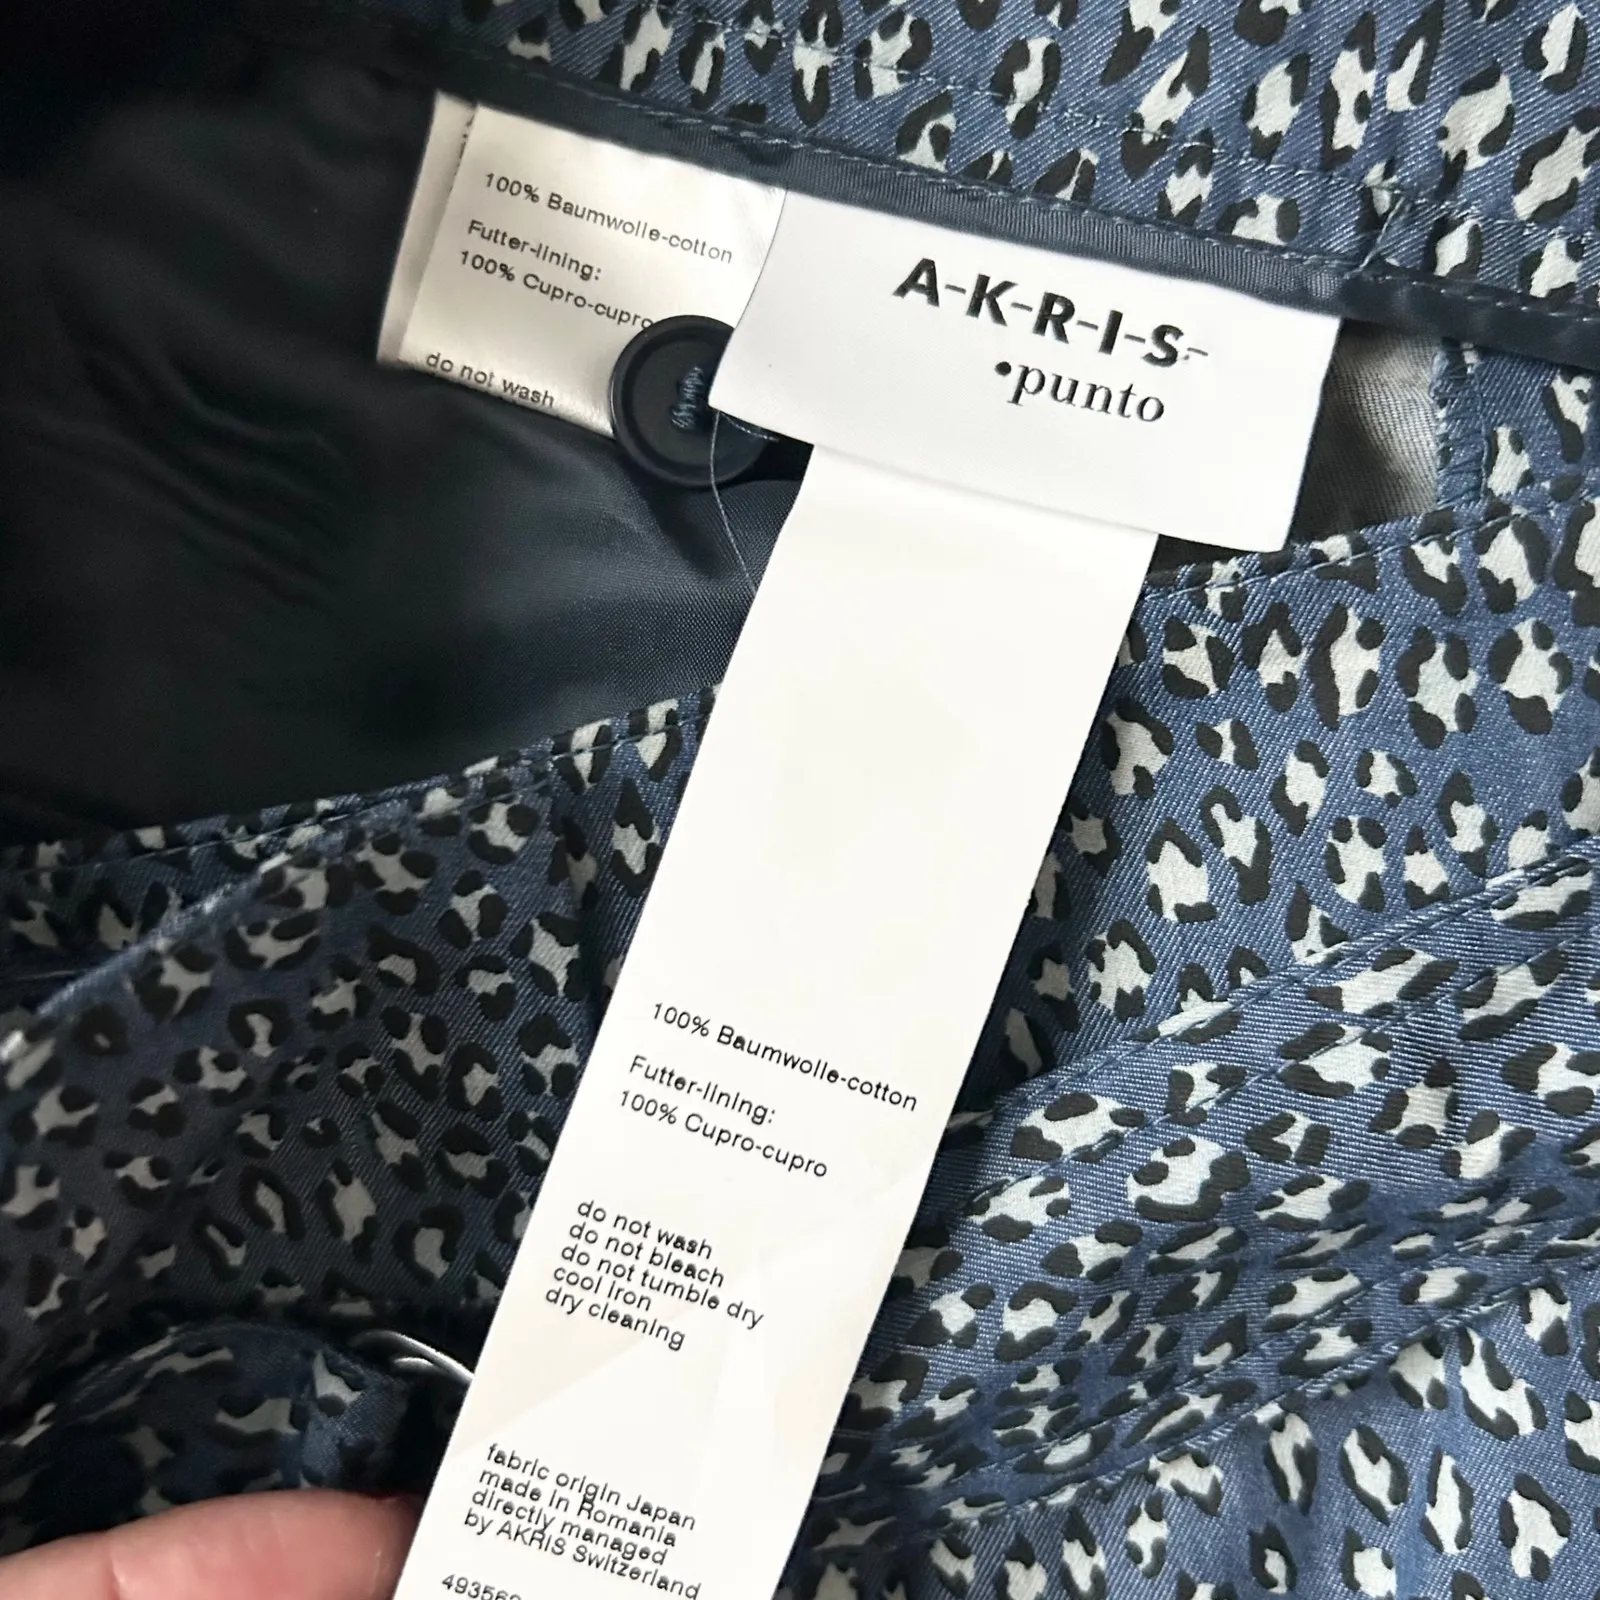 100% Baumwolle-cotton
Futter-lining:
100% Cupro-cupro
do not wash
A-K-R-I-S-
•punto
100% Baumwolle-cotton
Futter-lining:
100% Cupro-cupro
do not wash
do not bleach
do not tumble dry
cool iron
dry cleaning
fabric origin Japan
made in Romania
directly managed
by AKRIS Switzerland